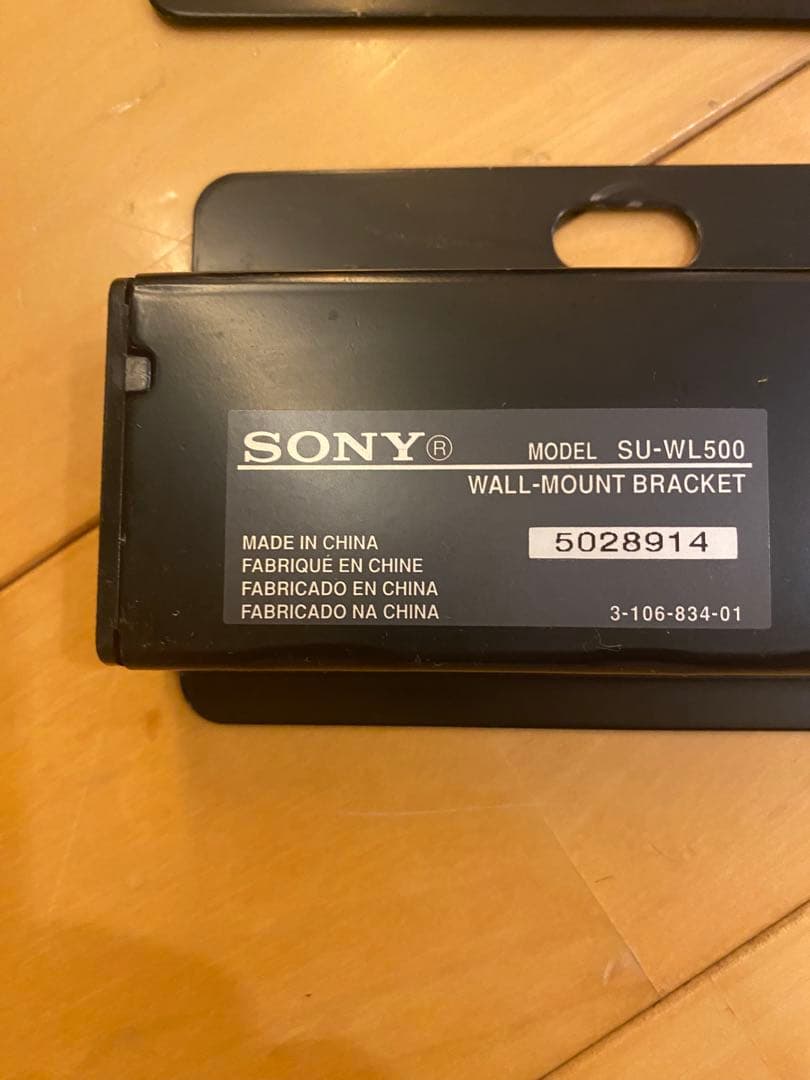 SONY® MODEL SU-WL500
WALL-MOUNT BRACKET
MADE IN CHINA 5028914
FABRIQUÉ EN CHINE
FABRICADO EN CHINA
FABRICADO NA CHINA 3-106-834-01